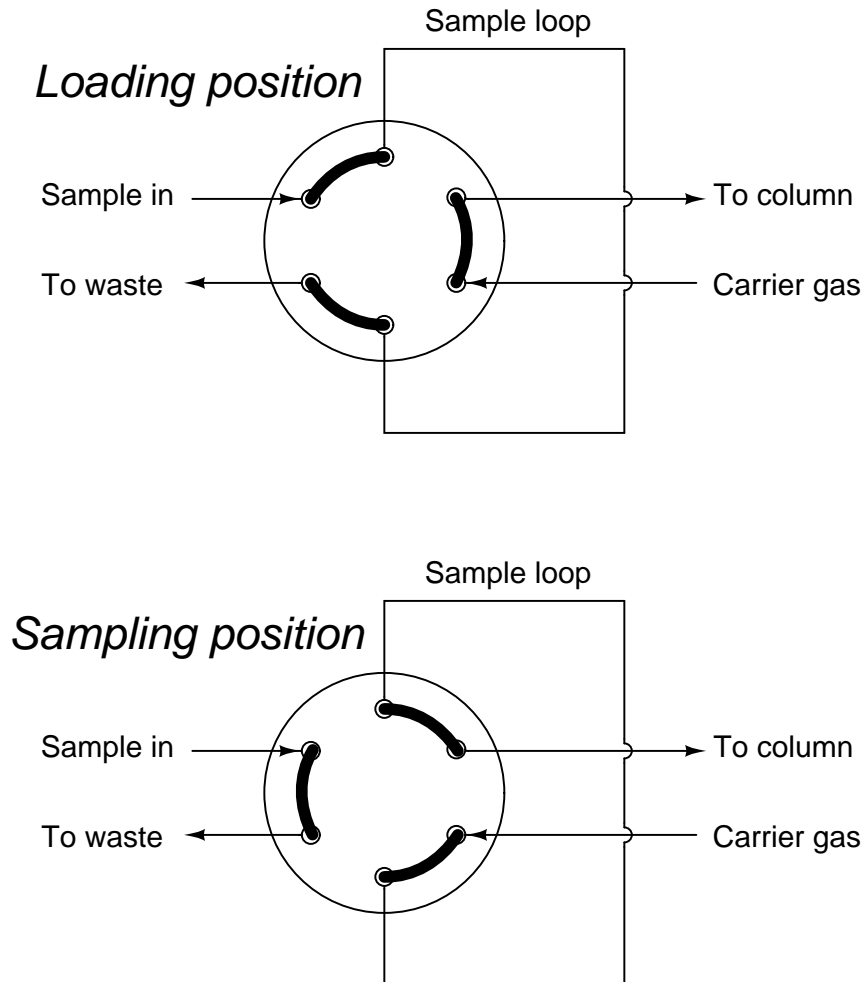 Sample loop
Loading position
Sample in
To column
To waste
Carrier gas
Sample loop
Sampling position
Sample in
To column
To waste
Carrier gas